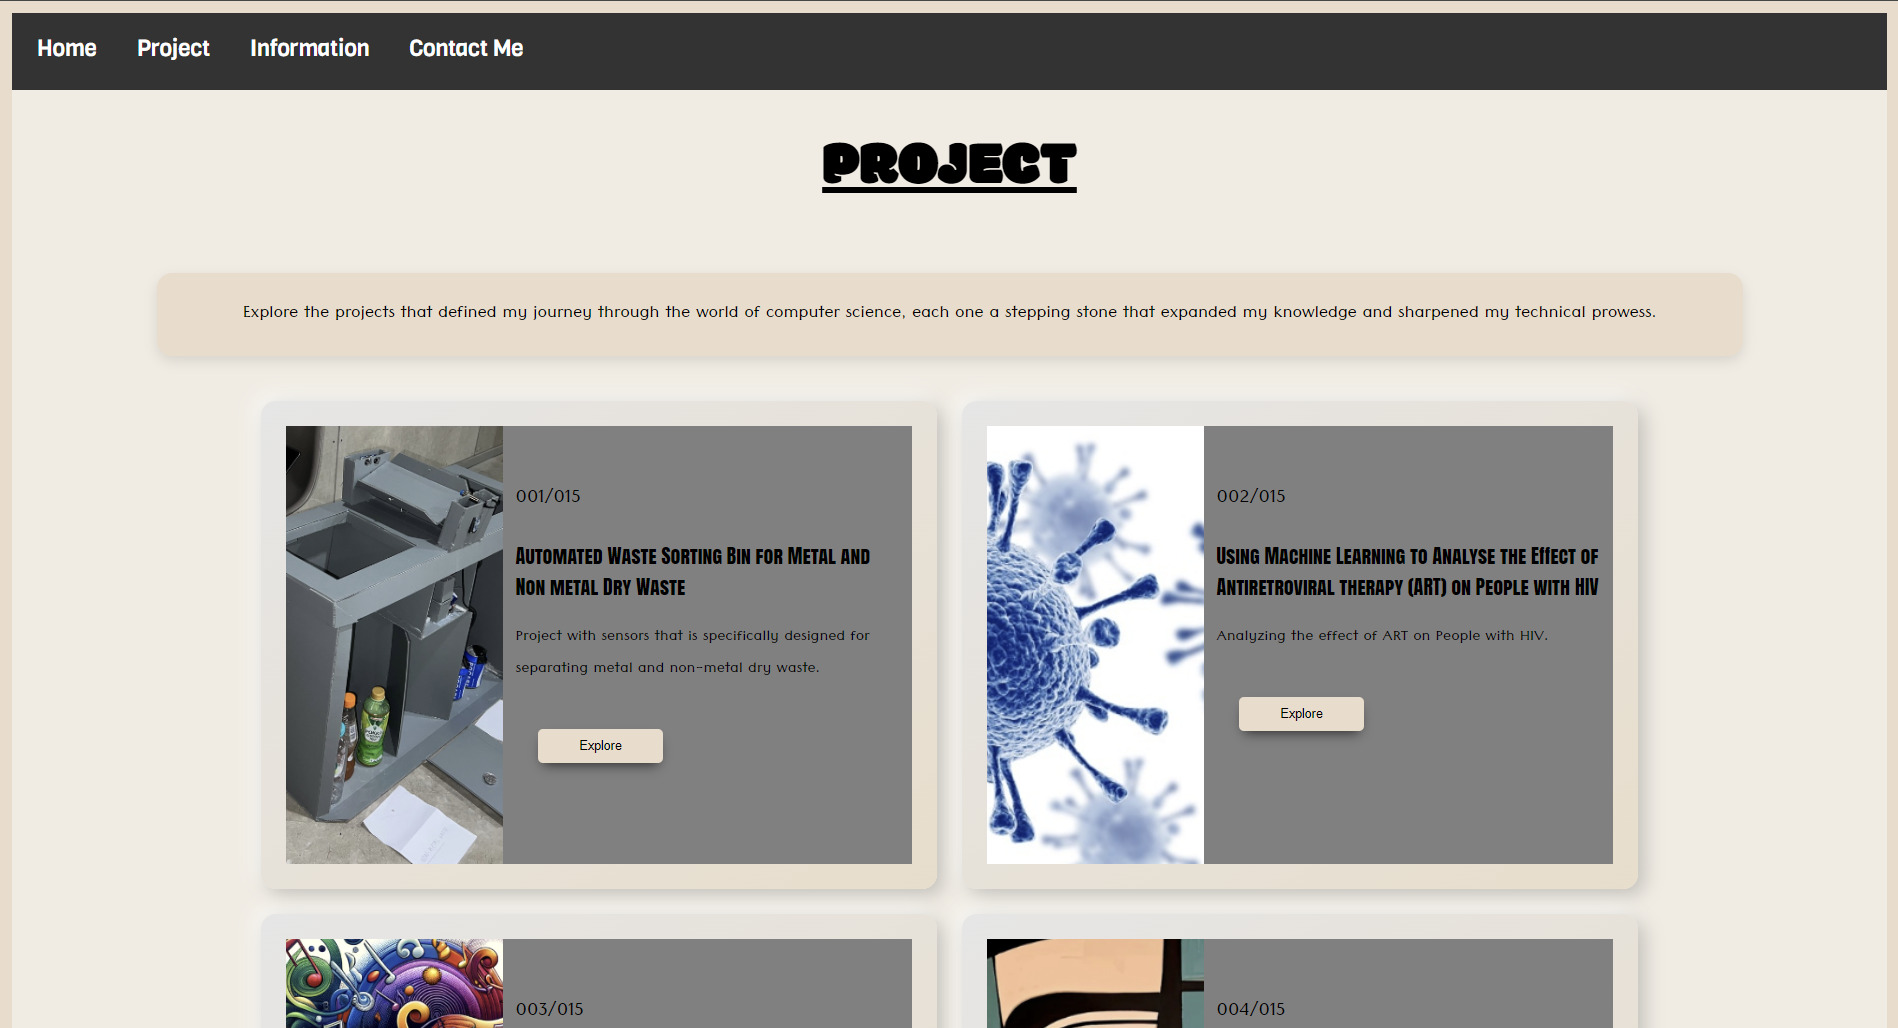 Home Project Information Contact Me
PROJECT
Explore the projects that defined my journey through the world of computer science, each one a stepping stone that expanded my knowledge and sharpened my technical prowess.
001/015
Automated Waste Sorting Bin for Metal and
Non metal Dry Waste
Project with sensors that is specifically designed for
separating metal and non-metal dry waste.
Explore
002/015
Using Machine Learning to Analyse the Effect of
Antiretroviral therapy (ART) on People with HIV
Analyzing the effect of ART on People with HIV.
Explore
003/015
004/015